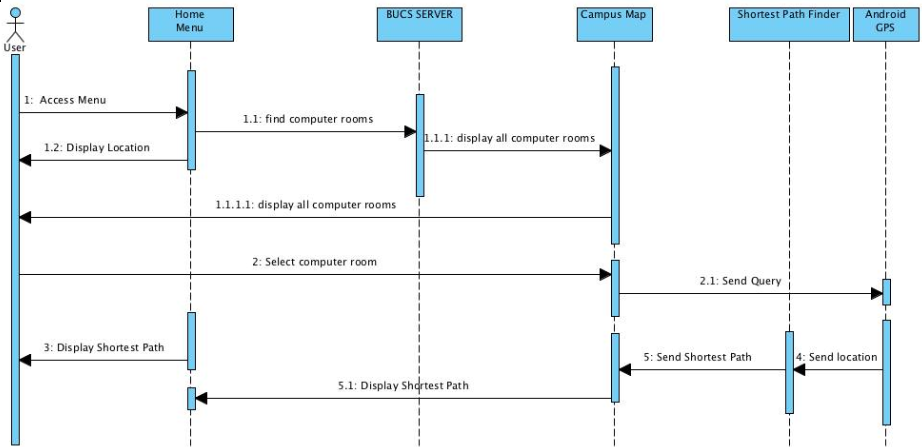 Home
Menu
BUCS SERVER
Campus Map
Shortest Path Finder
Android
GPS
User
1:  Access Menu
1.1: find computer rooms
1.1.1: display all computer rooms
1.2: Display Location
1.1.1.1: display all computer rooms
2: Select computer room
2.1: Send Query
3: Display Shortest Path
5: Send Shortest Path
4: Send location
5.1: Display Shortest Path